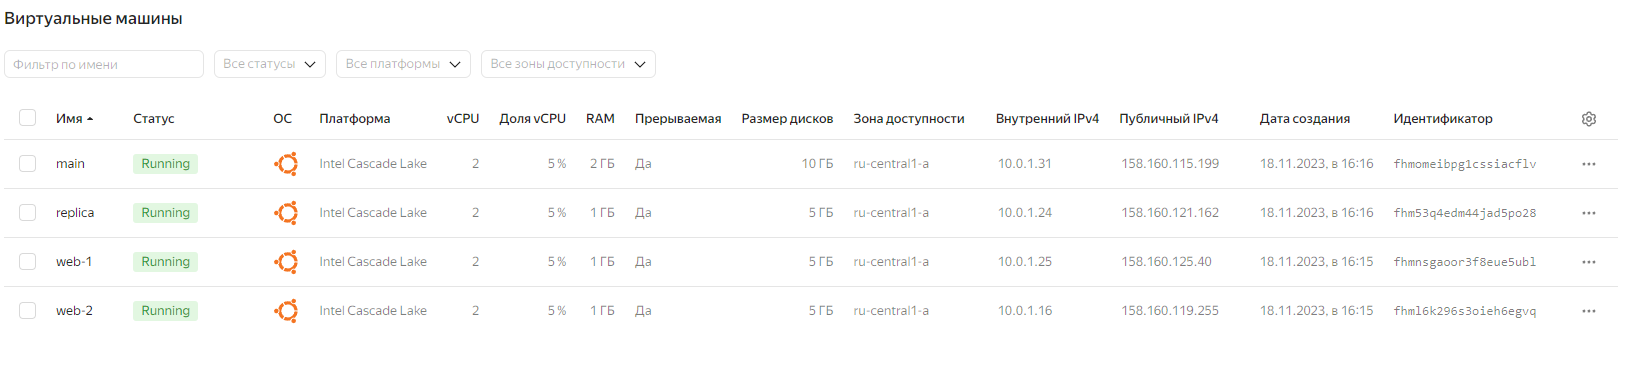 Виртуальные машины
Фильтр по имени Все статусы Все платформы Все зоны доступности
Имя Статус ОС Платформа vCPU Доля vCPU RAM Прерываемая Размер дисков Зона доступности Внутренний IPv4 Публичный IPv4 Дата создания Идентификатор
main Running Intel Cascade Lake 2 5 % 2 ГБ Да 10 ГБ ru-central1-a 10.0.1.31 158.160.115.199 18.11.2023, в 16:16 fhmomeibpg1cssiacflv
replica Running Intel Cascade Lake 2 5 % 1 ГБ Да 5 ГБ ru-central1-a 10.0.1.24 158.160.121.162 18.11.2023, в 16:16 fhm53q4edm44jad5po28
web-1 Running Intel Cascade Lake 2 5 % 1 ГБ Да 5 ГБ ru-central1-a 10.0.1.25 158.160.125.40 18.11.2023, в 16:15 fhmnsgaoor3f8eue5ubl
web-2 Running Intel Cascade Lake 2 5 % 1 ГБ Да 5 ГБ ru-central1-a 10.0.1.16 158.160.119.255 18.11.2023, в 16:15 fhml6k296s3oieh6egvq